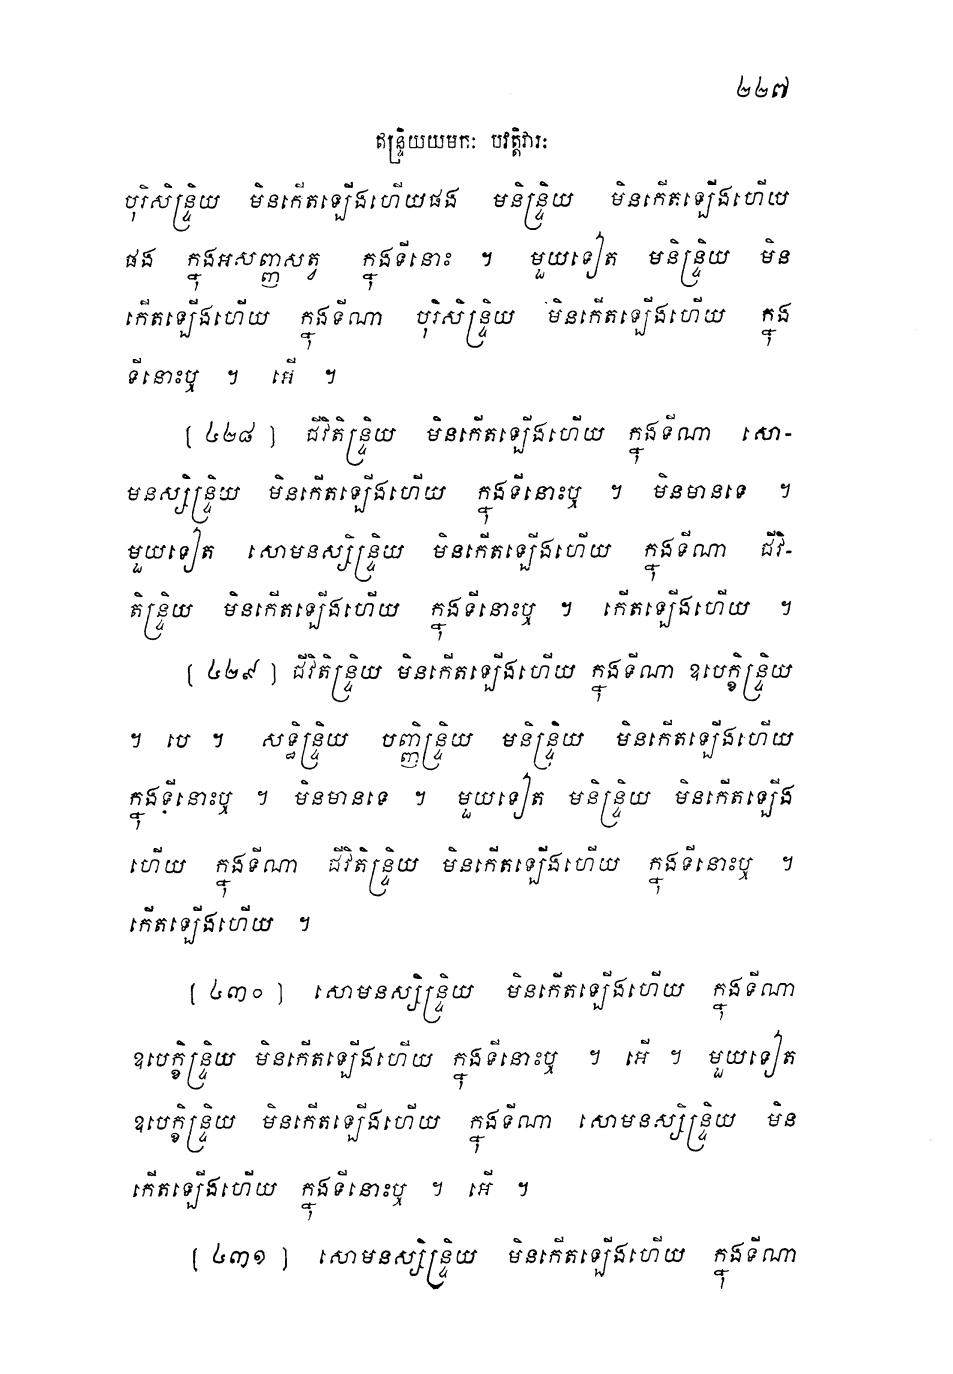 ២២៧
ឥន្ទ្រិយយមក: បវត្តិវារ:
បុរិសិន្ទ្រិយ មិនកើតឡើងហើយផង មនិន្ទ្រិយ មិនកើតឡើងហើយ
ផង ក្នុងអសញ្ញសត្វ ក្នុងទីនោះ ។ មួយទៀត មនិន្ទ្រិយ មិន
កើតឡើងហើយ ក្នុងទីណា បុរិសិន្ទ្រិយ មិនកើតឡើងហើយ ក្នុង
ទីនោះឬ ។ អើ ។
[ ៤២៨ ] ជីវិតិន្ទ្រិយ មិនកើតឡើងហើយ ក្នុងទីណា សោ-
មនស្សិន្ទ្រិយ មិនកើតឡើងហើយ ក្នុងទីនោះឬ ។ មិនមានទេ ។
មួយទៀត សោមនស្សិន្ទ្រិយ មិនកើតឡើងហើយ ក្នុងទីណា ជីវិ-
តិន្ទ្រិយ មិនកើតឡើងហើយ ក្នុងទីនោះឬ ។ កើតឡើងហើយ ។
[ ៤២៩ ] ជីវិតិន្ទ្រិយ មិនកើតឡើងហើយ ក្នុងទីណា ឧបេក្ខិន្ទ្រិយ
។ បេ ។ សទ្ធិន្ទ្រិយ បញ្ញិន្ទ្រិយ មនិន្ទ្រិយ មិនកើតឡើងហើយ
ក្នុងទីនោះឬ ។ មិនមានទេ ។ មួយទៀត មនិន្ទ្រិយ មិនកើតឡើង
ហើយ ក្នុងទីណា ជីវិតិន្ទ្រិយ មិនកើតឡើងហើយ ក្នុងទីនោះឬ ។
កើតឡើងហើយ ។
[ ៤៣០ ] សោមនស្សិន្ទ្រិយ មិនកើតឡើងហើយ ក្នុងទីណា
ឧបេក្ខិន្ទ្រិយ មិនកើតឡើងហើយ ក្នុងទីនោះឬ ។ អើ ។ មួយទៀត
ឧបេក្ខិន្ទ្រិយ មិនកើតឡើងហើយ ក្នុងទីណា សោមនស្សិន្ទ្រិយ មិន
កើតឡើងហើយ ក្នុងទីនោះឬ ។ អើ ។
[ ៤៣១ ] សោមនស្សិន្ទ្រិយ មិនកើតឡើងហើយ ក្នុងទីណា